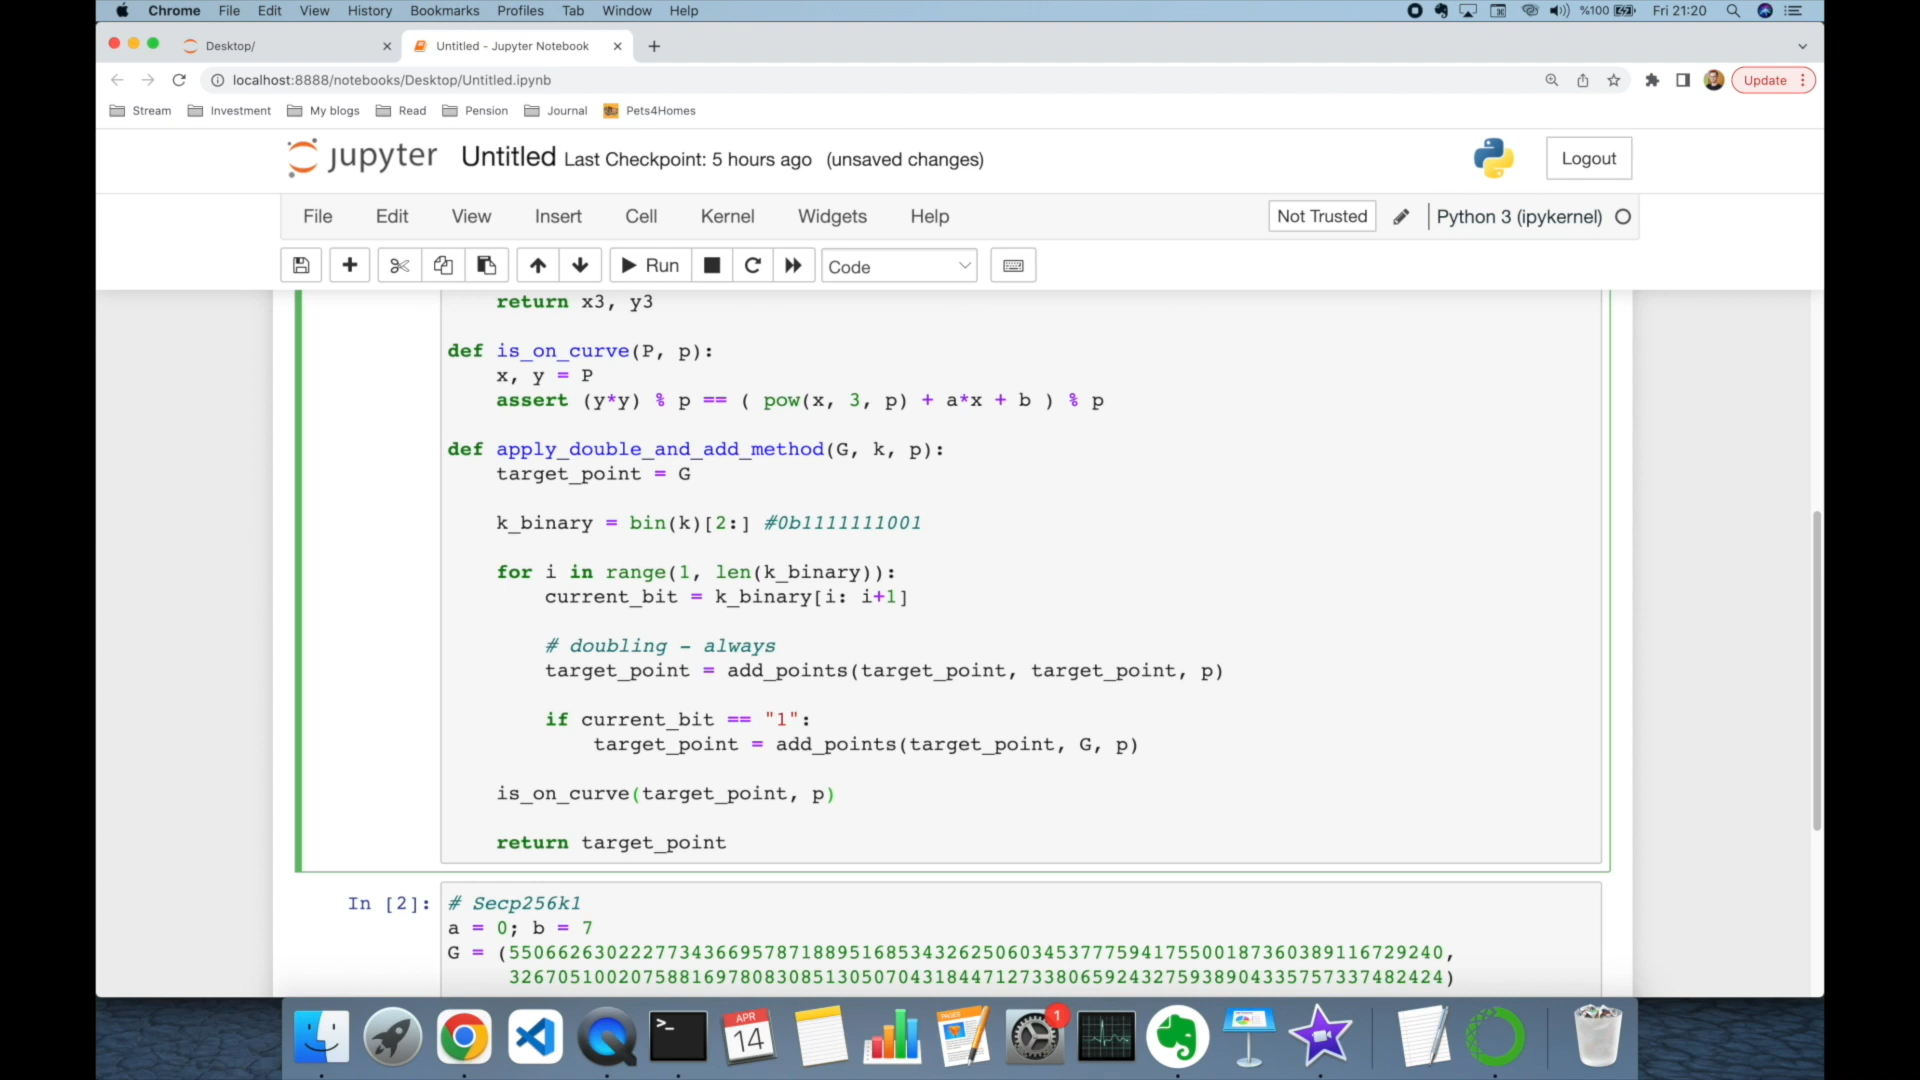 Chrome File Edit View History Bookmarks Profiles Tab Window Help %100 Fri 21:20
Desktop/ Untitled - Jupyter Notebook
localhost:8888/notebooks/Desktop/Untitled.ipynb Update
Stream Investment My blogs Read Pension Journal Pets4Homes
jupyter Untitled Last Checkpoint: 5 hours ago (unsaved changes) Logout
File Edit View Insert Cell Kernel Widgets Help Not Trusted Python 3 (ipykernel)
Run Code
return x3, y3
def is_on_curve(P, p):
x, y = P
assert (y*y) % p == ( pow(x, 3, p) + a*x + b ) % p
def apply_double_and_add_method(G, k, p):
target_point = G
k_binary = bin(k)[2:] #0b1111111001
for i in range(1, len(k_binary)):
current_bit = k_binary[i: i+1]
# doubling - always
target_point = add_points(target_point, target_point, p)
if current_bit == "1":
target_point = add_points(target_point, G, p)
is_on_curve(target_point, p)
return target_point
In [2]: # Secp256k1
a = 0; b = 7
G = (55066263022277343669578718895168534326250603453777594175500187360389116729240,
32670510020758816978083085130507043184471273380659243275938904335757337482424)
APR
14
PAGES
1